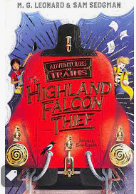 M. G. LEONARD & SAM SEDGMAN
ADVENTURES
ON
TRAINS
THE
HIGHLAND
FALCON
THIEF